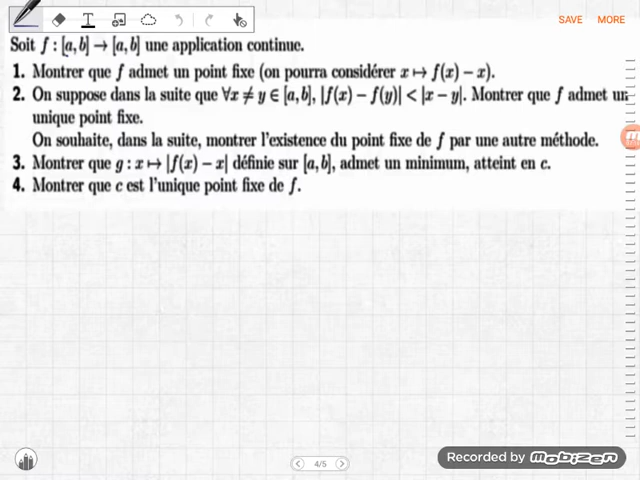 SAVE MORE
Soit f : [a, b] → [a, b] une application continue.
1. Montrer que f admet un point fixe (on pourra considérer x ↦ f(x) − x).
2. On suppose dans la suite que ∀x ≠ y ∈ [a, b], |f(x) − f(y)| < |x − y|. Montrer que f admet un
unique point fixe.
On souhaite, dans la suite, montrer l'existence du point fixe de f par une autre méthode.
3. Montrer que g : x ↦ |f(x) − x| définie sur [a, b], admet un minimum, atteint en c.
4. Montrer que c est l'unique point fixe de f.
4/5
Recorded by MOBIZEN